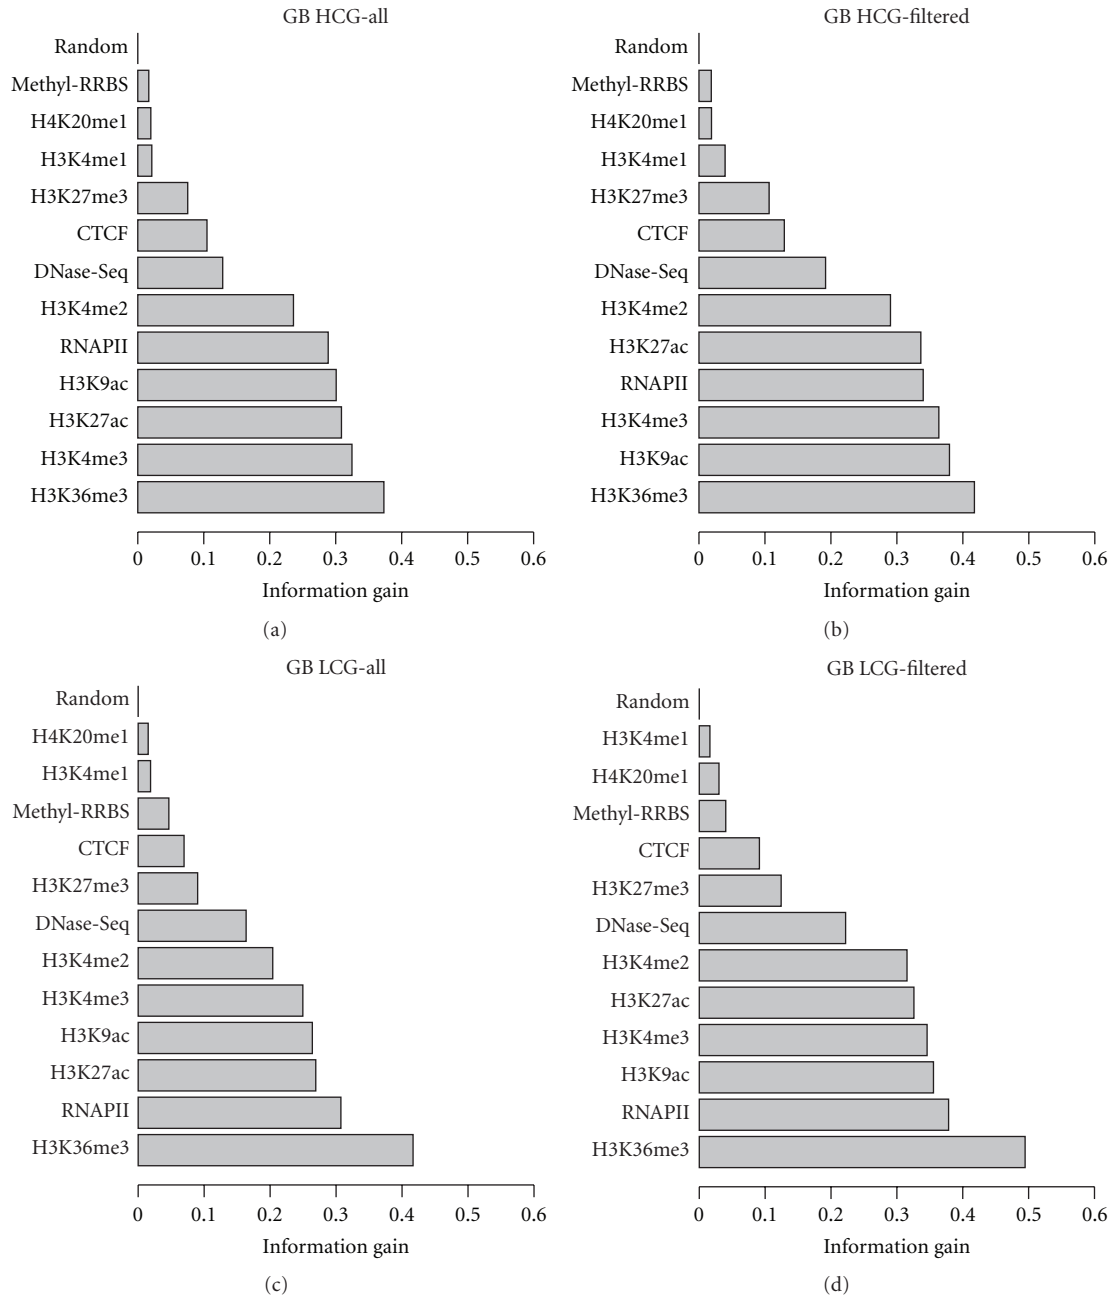 GB HCG-all
Random
Methyl-RRBS
H4K20me1
H3K4me1
H3K27me3
CTCF
DNase-Seq
H3K4me2
RNAPII
H3K9ac
H3K27ac
H3K4me3
H3K36me3
0 0.1 0.2 0.3 0.4 0.5 0.6
Information gain
(a)
GB HCG-filtered
Random
Methyl-RRBS
H4K20me1
H3K4me1
H3K27me3
CTCF
DNase-Seq
H3K4me2
H3K27ac
RNAPII
H3K4me3
H3K9ac
H3K36me3
0 0.1 0.2 0.3 0.4 0.5 0.6
Information gain
(b)
GB LCG-all
Random
H4K20me1
H3K4me1
Methyl-RRBS
CTCF
H3K27me3
DNase-Seq
H3K4me2
H3K4me3
H3K9ac
H3K27ac
RNAPII
H3K36me3
0 0.1 0.2 0.3 0.4 0.5 0.6
Information gain
(c)
GB LCG-filtered
Random
H3K4me1
H4K20me1
Methyl-RRBS
CTCF
H3K27me3
DNase-Seq
H3K4me2
H3K27ac
H3K4me3
H3K9ac
RNAPII
H3K36me3
0 0.1 0.2 0.3 0.4 0.5 0.6
Information gain
(d)